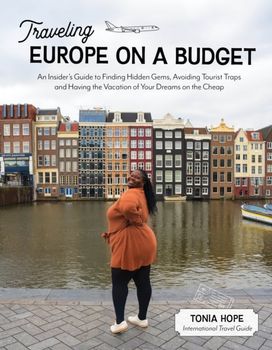 Traveling
EUROPE ON A BUDGET
An Insider's Guide to Finding Hidden Gems, Avoiding Tourist Traps
and Having the Vacation of Your Dreams on the Cheap
TONIA HOPE
International Travel Guide